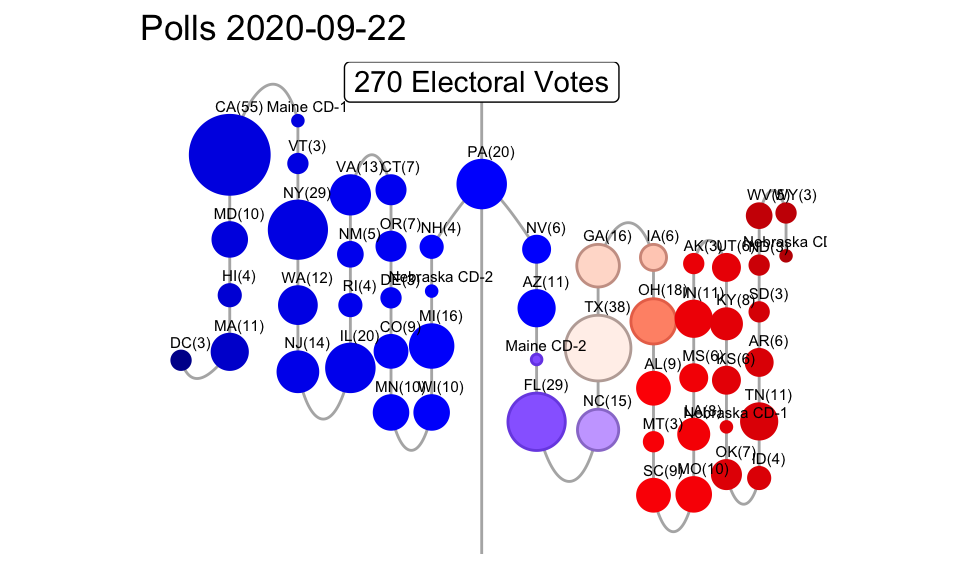 Polls 2020-09-22
270 Electoral Votes
CA(55)
Maine CD-1
VT(3)
NY(29)
MD(10)
HI(4)
MA(11)
DC(3)
WA(12)
NJ(14)
VA(13)
CT(7)
NM(5)
RI(4)
IL(20)
OR(7)
DE(3)
CO(9)
MN(10)
WI(10)
NH(4)
Nebraska CD-2
MI(16)
PA(20)
NV(6)
AZ(11)
Maine CD-2
FL(29)
GA(16)
TX(38)
NC(15)
IA(6)
OH(18)
AL(9)
MT(3)
SC(9)
AK(3)
IN(11)
MS(6)
LA(8)
MO(10)
UT(6)
KY(8)
KS(6)
Nebraska CD-1
OK(7)
WV(5)
WY(3)
ND(3)
Nebraska
SD(3)
AR(6)
TN(11)
ID(4)